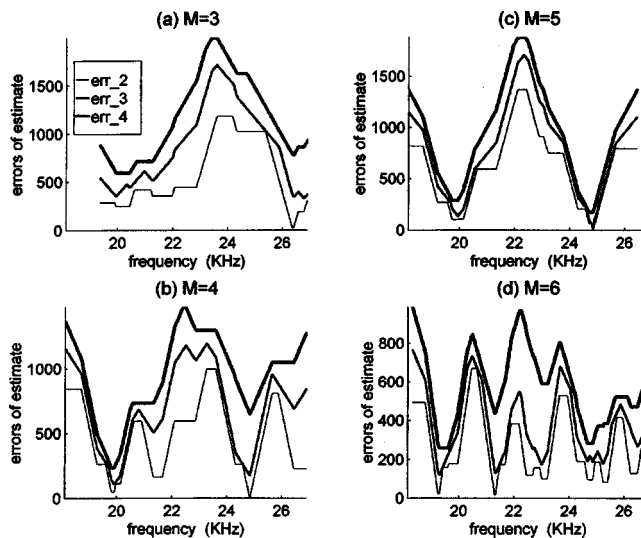 (a) M=3
errors of estimate
1500
1000
500
0
err_2
err_3
err_4
20 22 24 26
frequency (KHz)
(c) M=5
errors of estimate
1500
1000
500
0
20 22 24 26
frequency (KHz)
(b) M=4
errors of estimate
1000
500
0
20 22 24 26
frequency (KHz)
(d) M=6
errors of estimate
800
600
400
200
0
20 22 24 26
frequency (KHz)